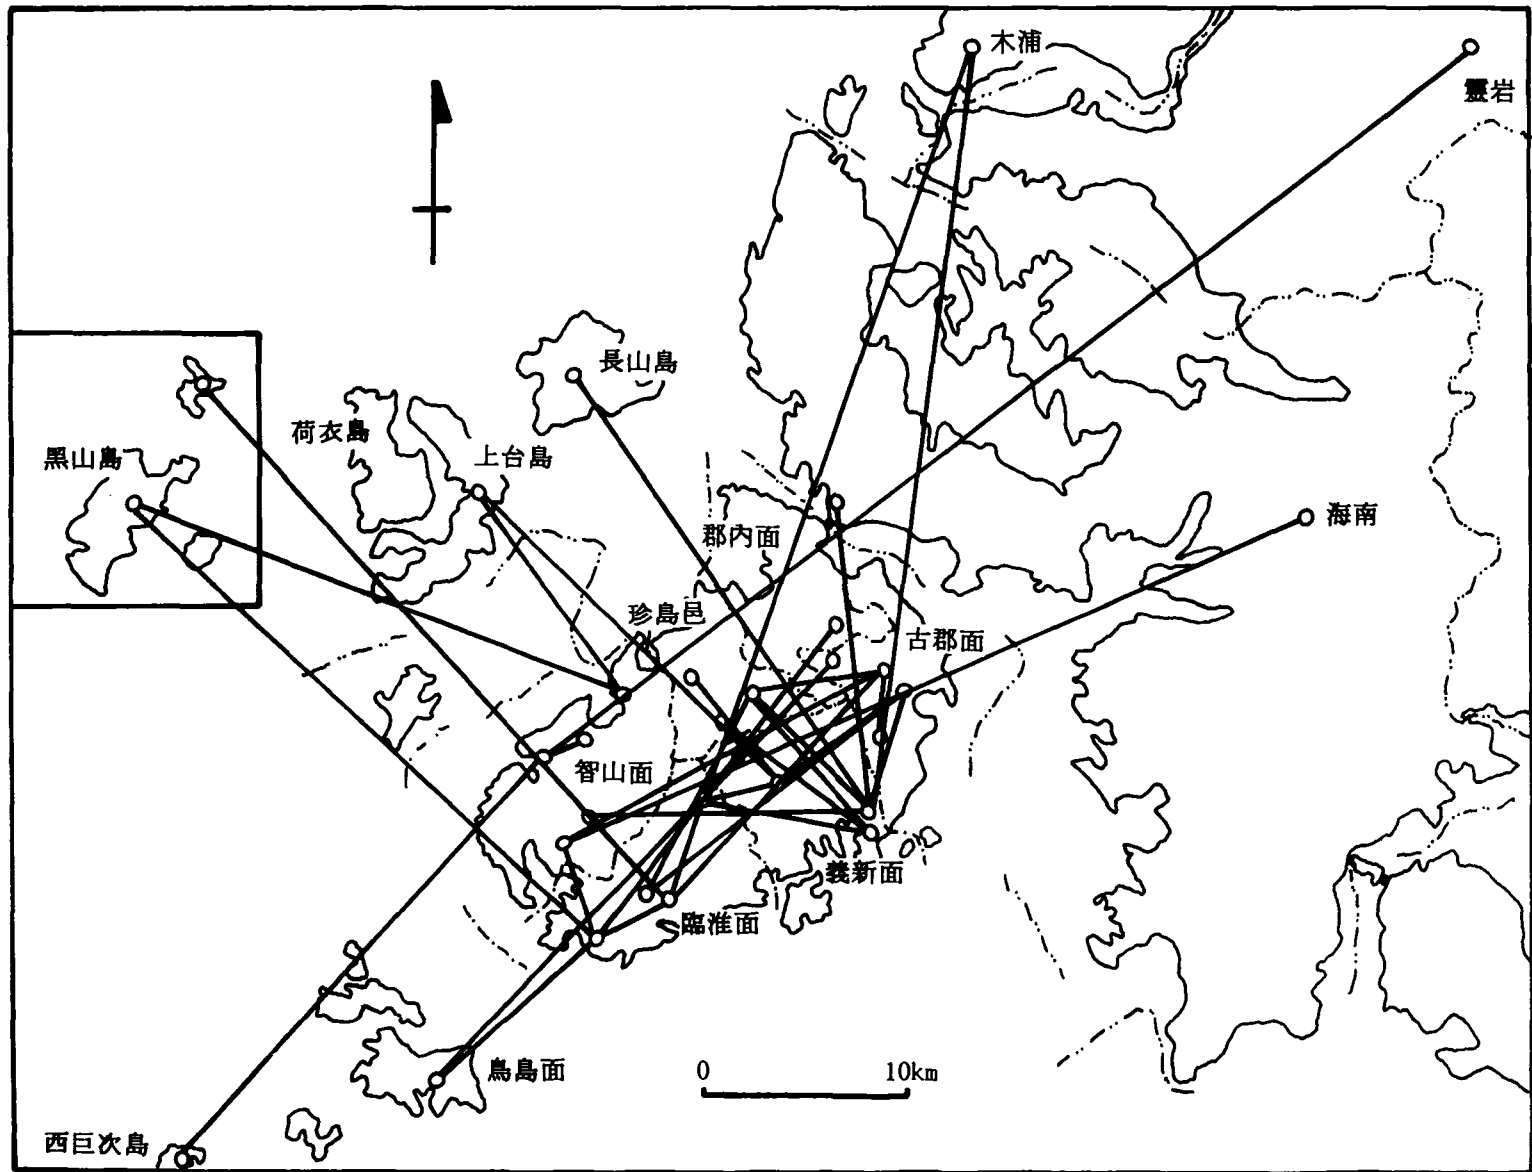 木浦
靈岩
長山島
荷衣島
上台島
黑山島
海南
郡內面
珍島邑
古郡面
智山面
義新面
臨淮面
鳥島面
0 10km
西巨次島